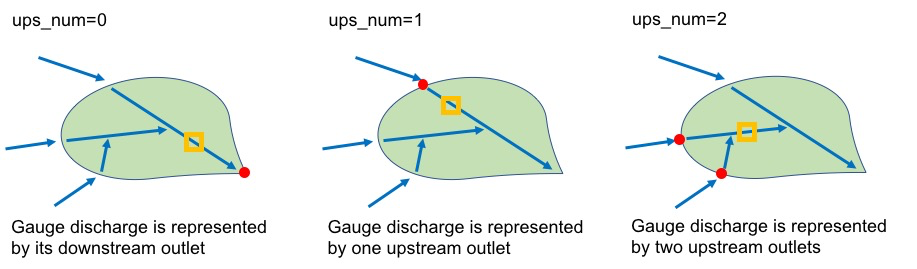 ups_num=0
ups_num=1
ups_num=2
Gauge discharge is represented
by its downstream outlet
Gauge discharge is represented
by one upstream outlet
Gauge discharge is represented
by two upstream outlets